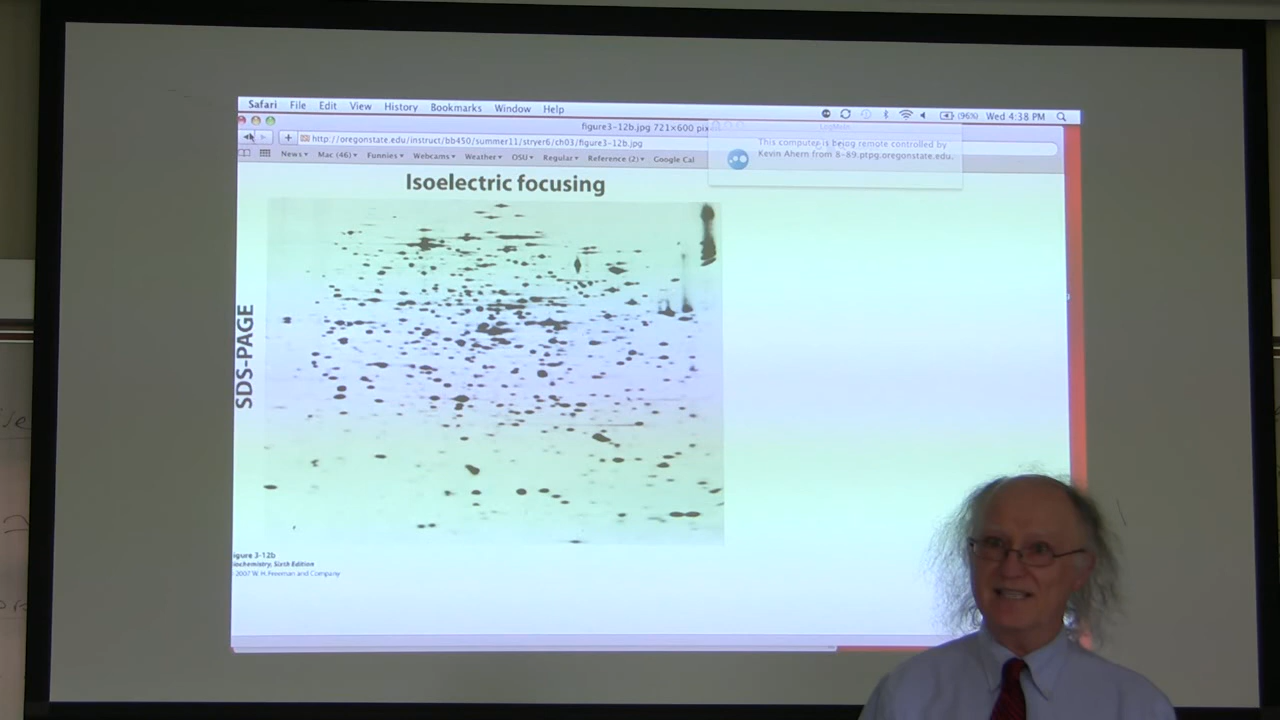 Safari File Edit View History Bookmarks Window Help (96%) Wed 4:38 PM
figure3-12b.jpg 721×600 pix
http://oregonstate.edu/instruct/bb450/summer11/stryer6/ch03/figure3-12b.jpg
News Mac (46) Funnies Webcams Weather OSU Regular Reference (2) Google Cal
LogMeIn
This computer is being remote controlled by
Kevin Ahern from 8-89.ptpg.oregonstate.edu.
Isoelectric focusing
SDS-PAGE
igure 3-12b
iochemistry, Sixth Edition
2007 W. H. Freeman and Company